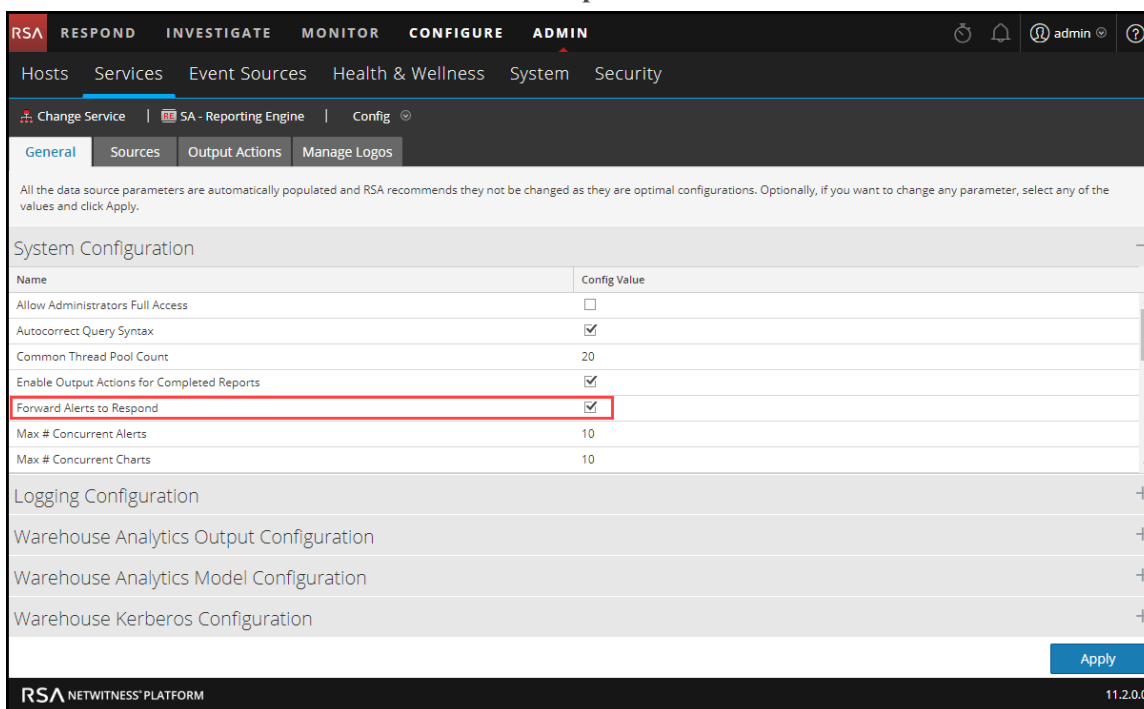 RSA RESPOND INVESTIGATE MONITOR CONFIGURE ADMIN admin ?
Hosts Services Event Sources Health & Wellness System Security
Change Service | RE SA - Reporting Engine | Config
General Sources Output Actions Manage Logos
All the data source parameters are automatically populated and RSA recommends they not be changed as they are optimal configurations. Optionally, if you want to change any parameter, select any of the
values and click Apply.
System Configuration
Name Config Value
Allow Administrators Full Access
Autocorrect Query Syntax
Common Thread Pool Count 20
Enable Output Actions for Completed Reports
Forward Alerts to Respond
Max # Concurrent Alerts 10
Max # Concurrent Charts 10
Logging Configuration
Warehouse Analytics Output Configuration
Warehouse Analytics Model Configuration
Warehouse Kerberos Configuration
Apply
RSA NETWITNESS® PLATFORM 11.2.0.0